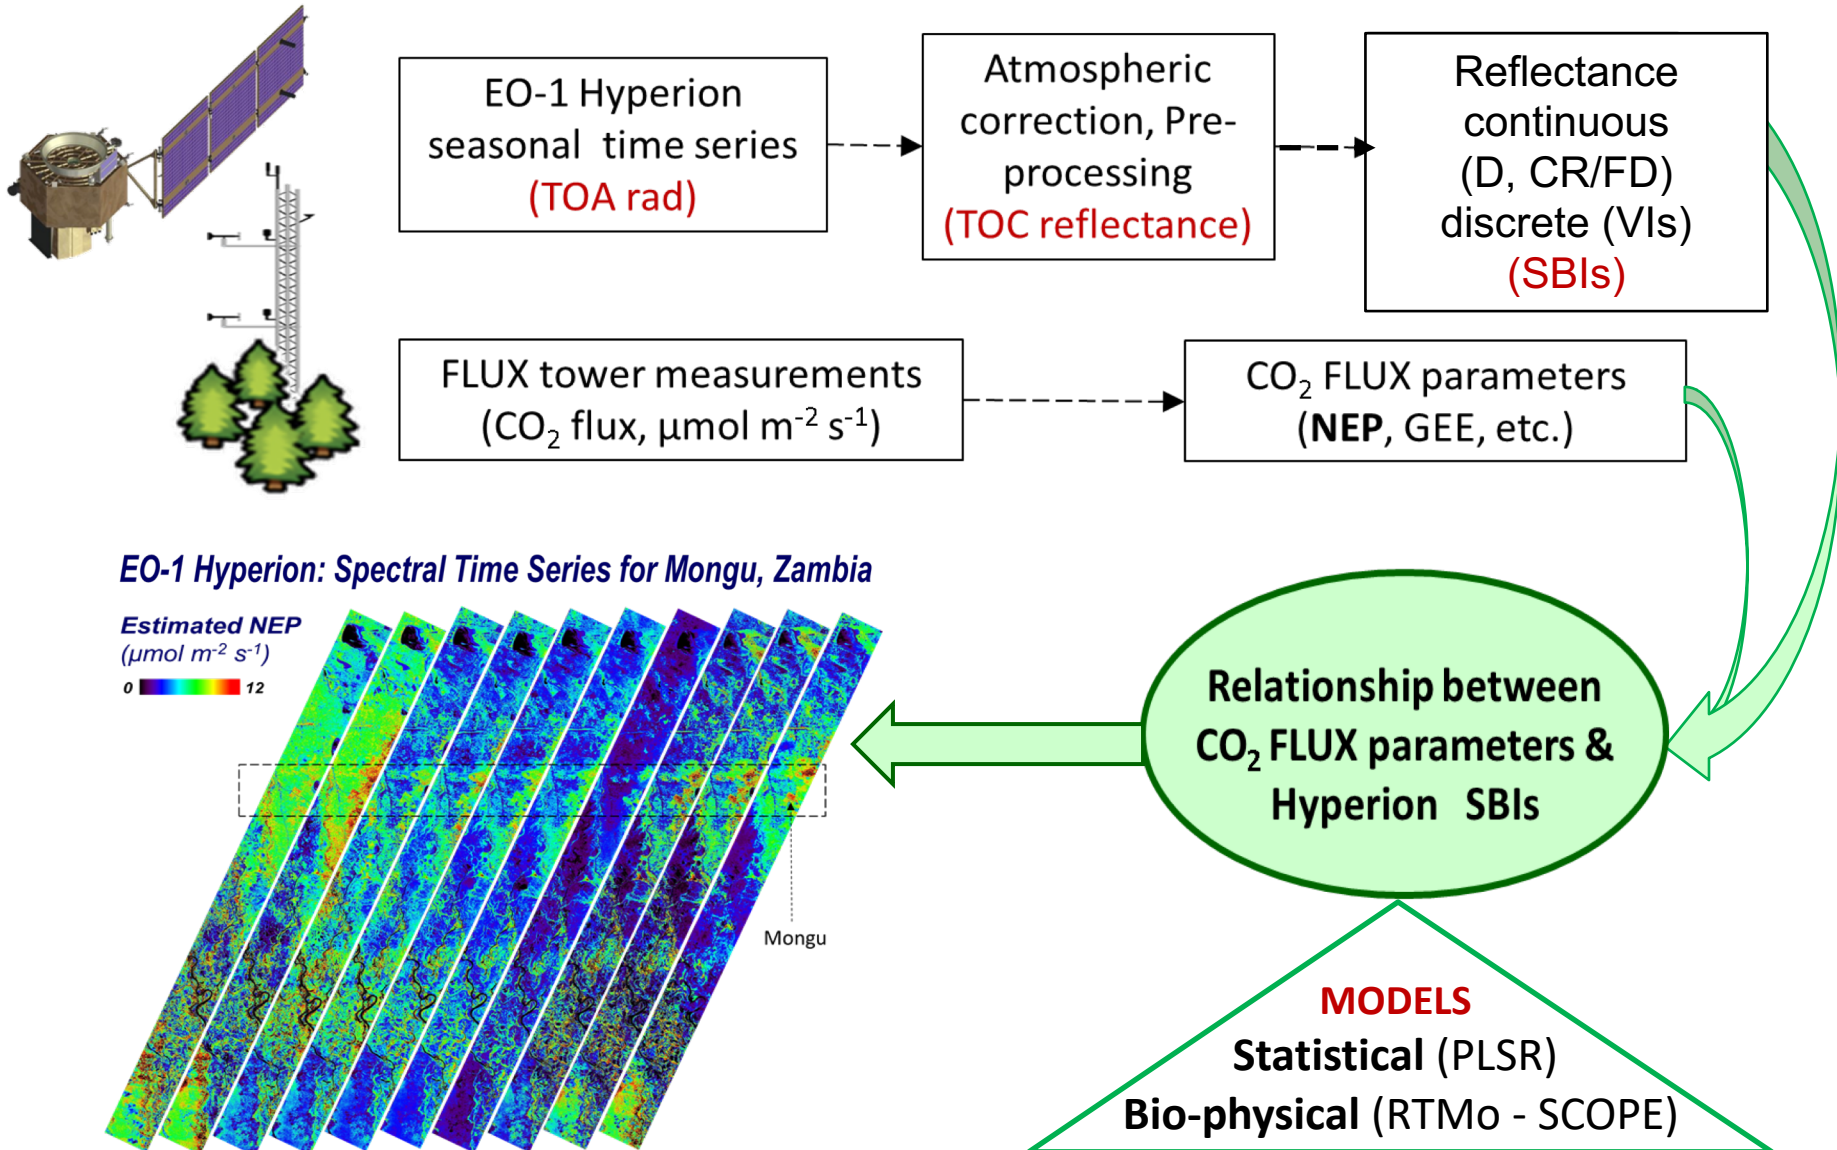 EO-1 Hyperion
seasonal time series
(TOA rad)
Atmospheric
correction, Pre-
processing
(TOC reflectance)
Reflectance
continuous
(D, CR/FD)
discrete (VIs)
(SBIs)
FLUX tower measurements
(CO₂ flux, µmol m⁻² s⁻¹)
CO₂ FLUX parameters
(NEP, GEE, etc.)
EO-1 Hyperion: Spectral Time Series for Mongu, Zambia
Estimated NEP
(µmol m⁻² s⁻¹)
0 12
Mongu
Relationship between
CO₂ FLUX parameters &
Hyperion SBIs
MODELS
Statistical (PLSR)
Bio-physical (RTMo - SCOPE)